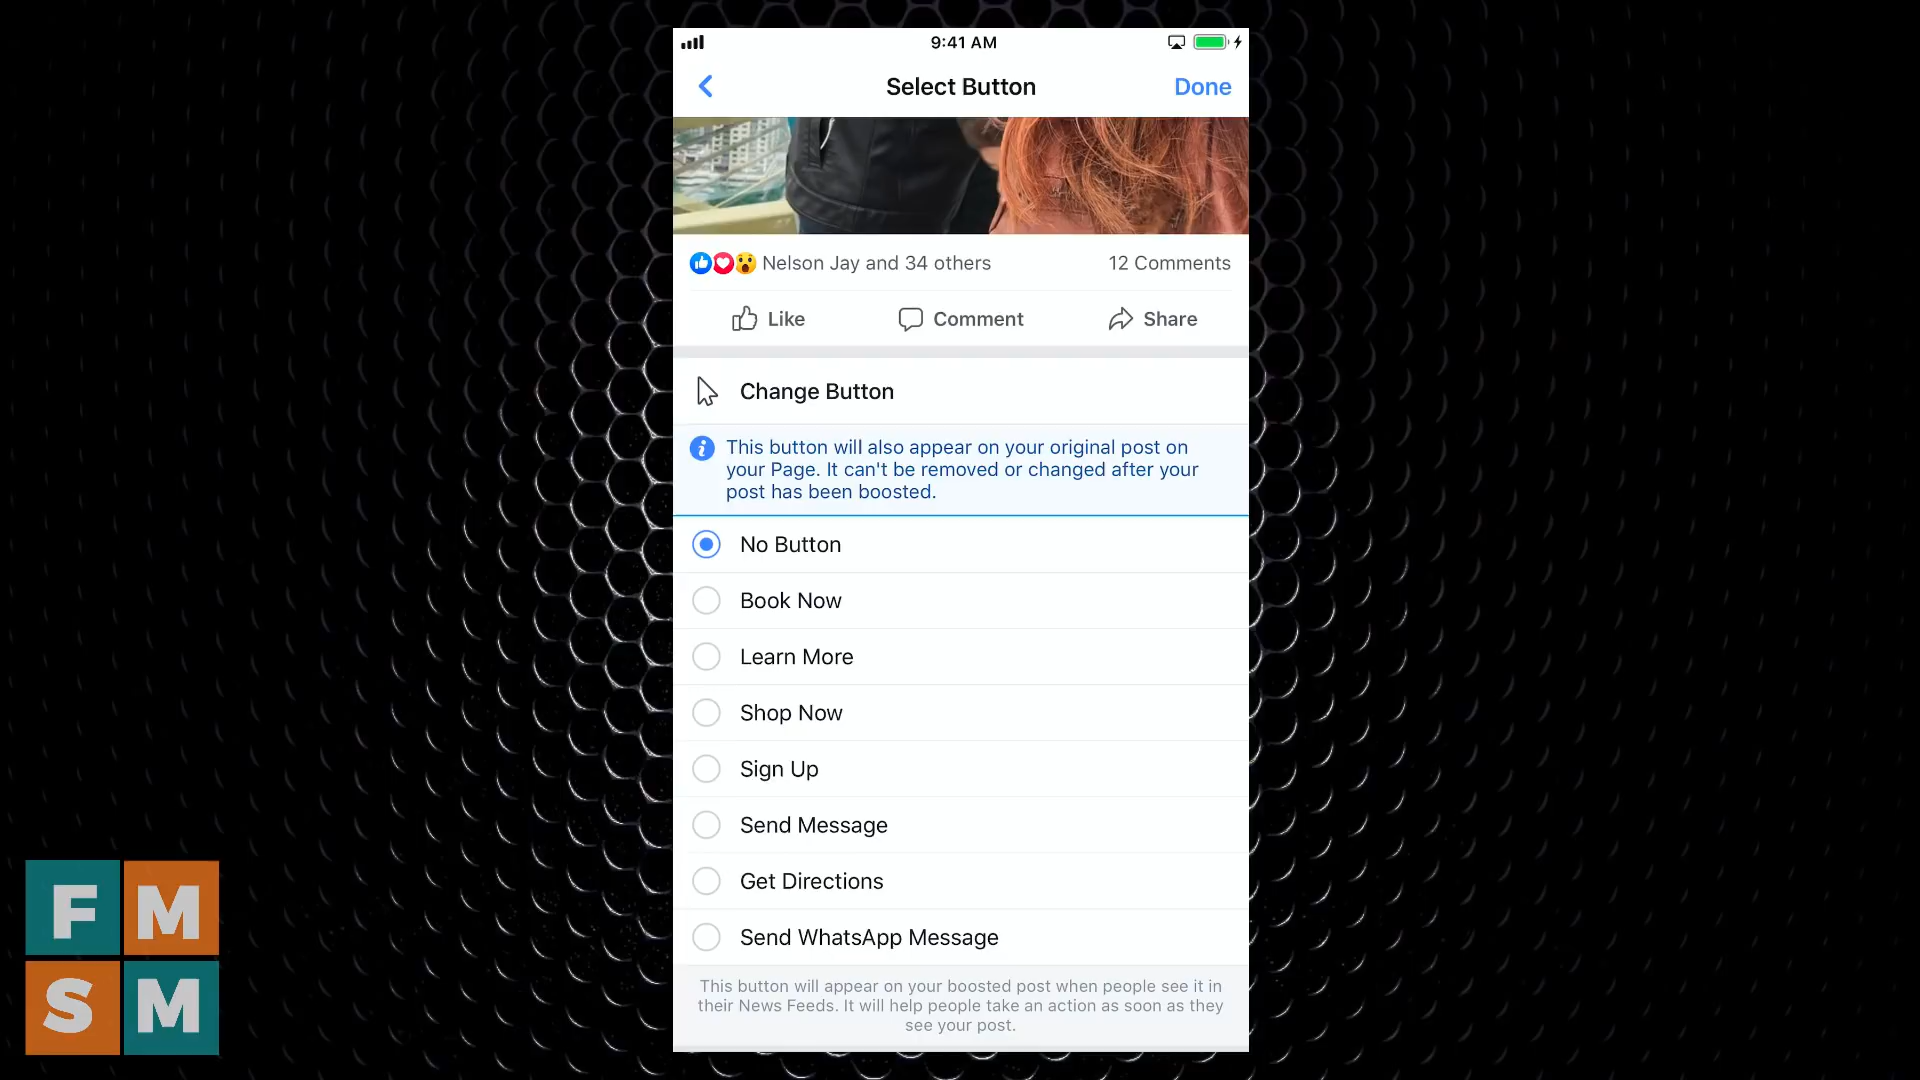 9:41 AM
Select Button
Done
Nelson Jay and 34 others
12 Comments
Like
Comment
Share
Change Button
This button will also appear on your original post on
your Page. It can't be removed or changed after your
post has been boosted.
No Button
Book Now
Learn More
Shop Now
Sign Up
Send Message
Get Directions
Send WhatsApp Message
This button will appear on your boosted post when people see it in
their News Feeds. It will help people take an action as soon as they
see your post.
F M
S M